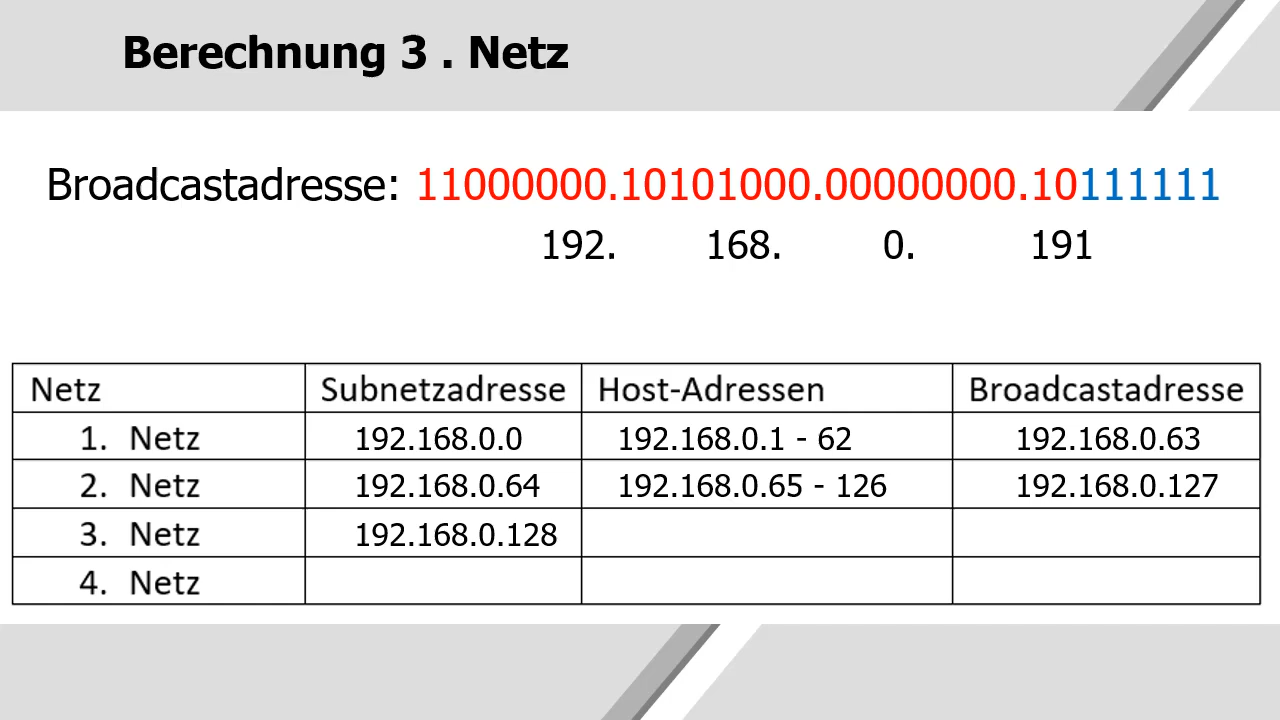 Berechnung 3 . Netz
Broadcastadresse: 11000000.10101000.00000000.10111111
192. 168. 0. 191
Netz Subnetzadresse Host-Adressen Broadcastadresse
1. Netz 192.168.0.0 192.168.0.1 - 62 192.168.0.63
2. Netz 192.168.0.64 192.168.0.65 - 126 192.168.0.127
3. Netz 192.168.0.128
4. Netz